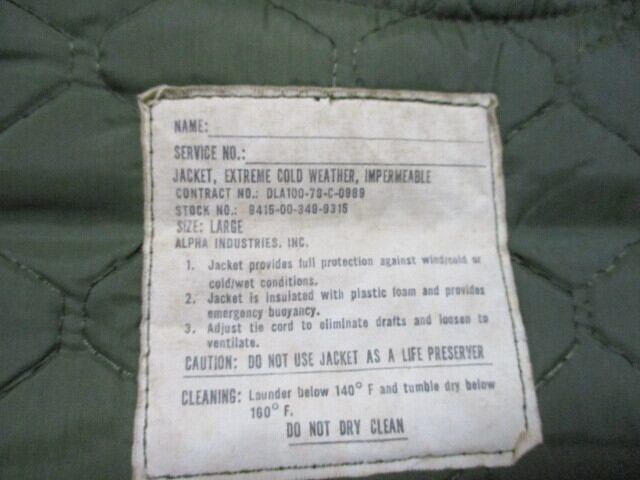 NAME:
SERVICE NO.:
JACKET, EXTREME COLD WEATHER, IMPERMEABLE
CONTRACT NO.: DLA100-78-C-0989
STOCK NO.: 8415-00-349-9315
SIZE: LARGE
ALPHA INDUSTRIES, INC.
1. Jacket provides full protection against wind/cold or
cold/wet conditions.
2. Jacket is insulated with plastic foam and provides
emergency buoyancy.
3. Adjust tie cord to eliminate drafts and loosen to
ventilate.
CAUTION: DO NOT USE JACKET AS A LIFE PRESERVER
CLEANING: Launder below 140° F and tumble dry below
160° F.
DO NOT DRY CLEAN